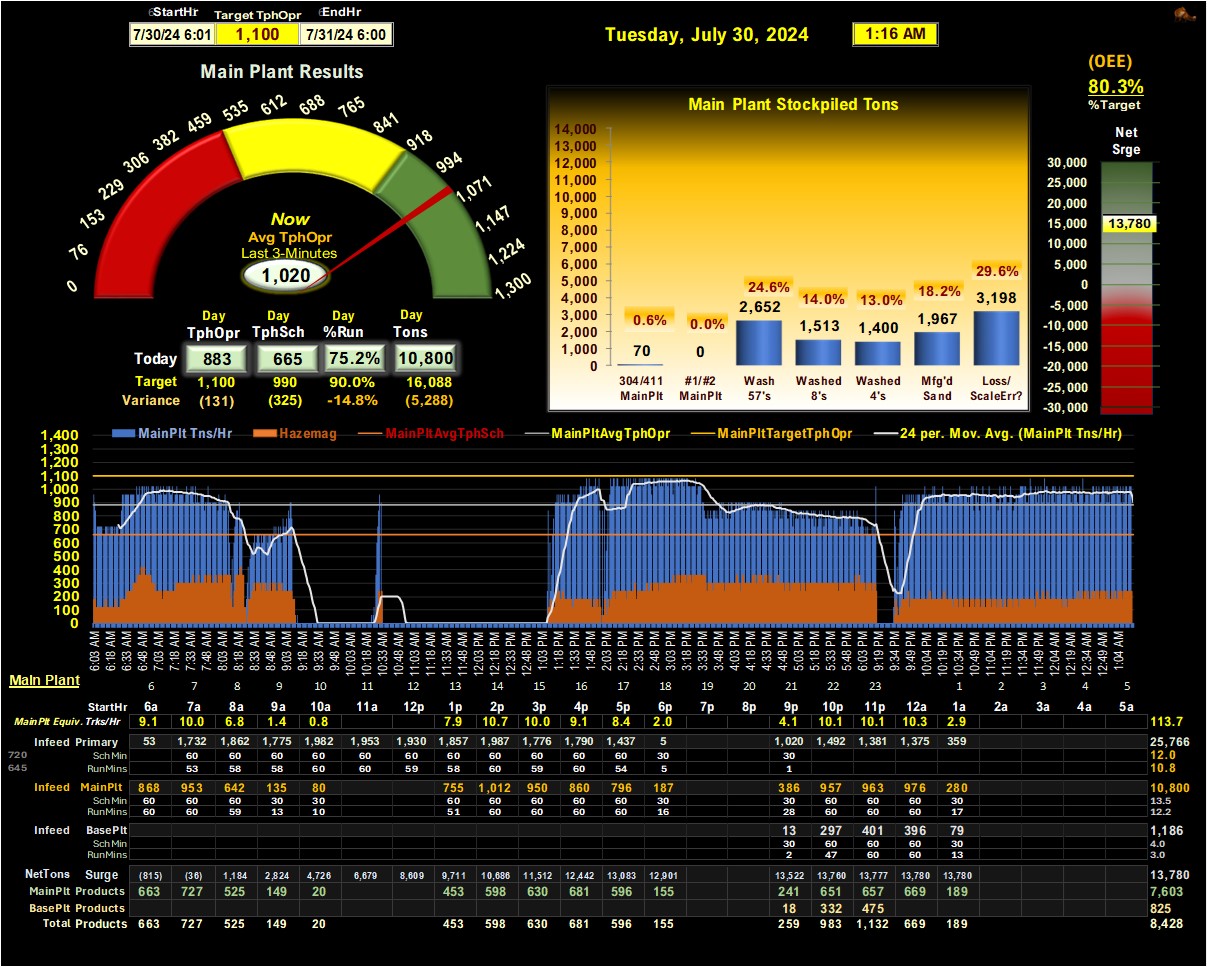 StartHr Target TphOpr EndHr
7/30/24 6:01 1,100 7/31/24 6:00
Tuesday, July 30, 2024 1:16 AM
(OEE)
80.3%
%Target
Main Plant Results
0 76 153 229 306 382 459 535 612 688 765 841 918 994 1,071 1,147 1,224 1,300
Now
Avg TphOpr
Last 3-Minutes
1,020
Day Day Day Day
TphOpr TphSch %Run Tons
Today 883 665 75.2% 10,800
Target 1,100 990 90.0% 16,088
Variance (131) (325) -14.8% (5,288)
Main Plant Stockpiled Tons
14,000
13,000
12,000
11,000
10,000
9,000
8,000
7,000
6,000
5,000
4,000
3,000
2,000
1,000
0
0.6% 0.0% 24.6% 14.0% 13.0% 18.2% 29.6%
70 0 2,652 1,513 1,400 1,967 3,198
304/411 #1/#2 Wash Washed Washed Mfg'd Loss/
MainPlt MainPlt 57's 8's 4's Sand ScaleErr?
Net
Srge
30,000
25,000
20,000
15,000
10,000
5,000
0
-5,000
-10,000
-15,000
-20,000
-25,000
-30,000
13,780
MainPlt Tns/Hr Hazemag MainPltAvgTphSch MainPltAvgTphOpr MainPltTargetTphOpr 24 per. Mov. Avg. (MainPlt Tns/Hr)
1,400
1,300
1,200
1,100
1,000
900
800
700
600
500
400
300
200
100
0
6:03 AM 6:18 AM 6:33 AM 6:48 AM 7:03 AM 7:18 AM 7:33 AM 7:48 AM 8:03 AM 8:18 AM 8:33 AM 8:48 AM 9:03 AM 9:18 AM 9:33 AM 9:48 AM 10:03 AM 10:19 AM 10:33 AM 10:48 AM 11:03 AM 11:18 AM 11:33 AM 11:48 AM 12:03 PM 12:18 PM 12:33 PM 12:48 PM 1:03 PM 1:18 PM 1:33 PM 1:48 PM 2:03 PM 2:18 PM 2:33 PM 2:48 PM 3:03 PM 3:18 PM 3:33 PM 3:48 PM 4:03 PM 4:18 PM 4:33 PM 4:48 PM 5:03 PM 5:18 PM 5:33 PM 5:48 PM 6:03 PM 9:19 PM 9:34 PM 9:49 PM 10:04 PM 10:19 PM 10:34 PM 10:49 PM 11:04 PM 11:19 PM 11:34 PM 11:49 PM 12:04 AM 12:19 AM 12:34 AM 12:49 AM 1:04 AM
Main Plant 6 7 8 9 10 11 12 13 14 15 16 17 18 19 20 21 22 23 1 2 3 4 5
StartHr 6a 7a 8a 9a 10a 11a 12p 1p 2p 3p 4p 5p 6p 7p 8p 9p 10p 11p 12a 1a 2a 3a 4a 5a
MainPlt Equiv. Trks/Hr 9.1 10.0 6.8 1.4 0.8 7.9 10.7 10.0 9.1 8.4 2.0 4.1 10.1 10.1 10.3 2.9 113.7
Infeed Primary 53 1,732 1,862 1,775 1,982 1,953 1,930 1,857 1,987 1,776 1,790 1,437 5 1,020 1,492 1,381 1,375 359 25,766
720 SchMin 60 60 60 60 60 60 60 60 60 60 60 30 30 12.0
645 RunMins 53 58 58 60 60 59 58 60 59 60 54 5 1 10.8
Infeed MainPlt 868 953 642 135 80 755 1,012 950 860 796 187 386 957 963 976 280 10,800
SchMin 60 60 60 30 30 60 60 60 60 60 30 30 60 60 60 30 13.5
RunMins 60 60 59 13 10 51 60 60 60 60 16 28 60 60 60 17 12.2
Infeed BasePlt 13 297 401 396 79 1,186
SchMin 30 60 60 60 30 4.0
RunMins 2 47 60 60 13 3.0
NetTons Surge (815) (36) 1,184 2,824 4,726 6,679 8,609 9,711 10,686 11,512 12,442 13,083 12,901 13,522 13,760 13,777 13,780 13,780 13,780
MainPlt Products 663 727 525 149 20 453 598 630 681 596 155 241 651 657 669 189 7,603
BasePlt Products 18 332 475 825
Total Products 663 727 525 149 20 453 598 630 681 596 155 259 983 1,132 669 189 8,428